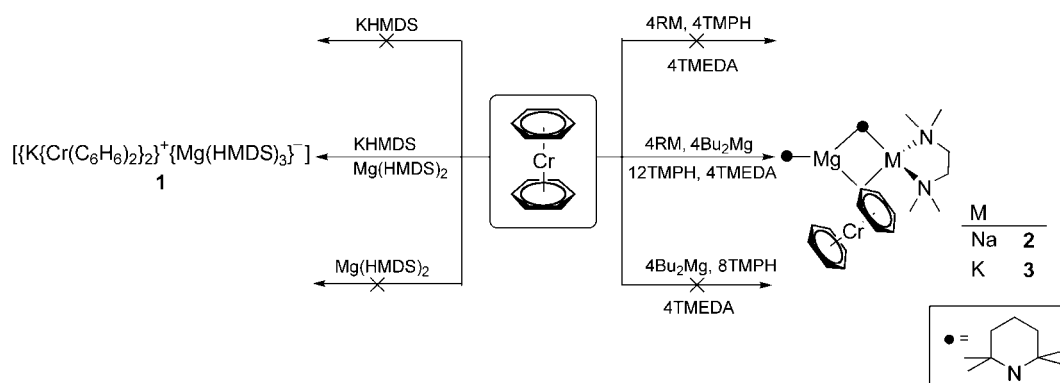 KHMDS
4RM, 4TMPH
4TMEDA
[{K{Cr(C₆H₆)₂}₂}⁺{Mg(HMDS)₃}⁻]
1
KHMDS
Mg(HMDS)₂
Cr
4RM, 4Bu₂Mg
12TMPH, 4TMEDA
Mg
M
N
N
Cr
M
Na 2
K 3
Mg(HMDS)₂
4Bu₂Mg, 8TMPH
4TMEDA
● =
N